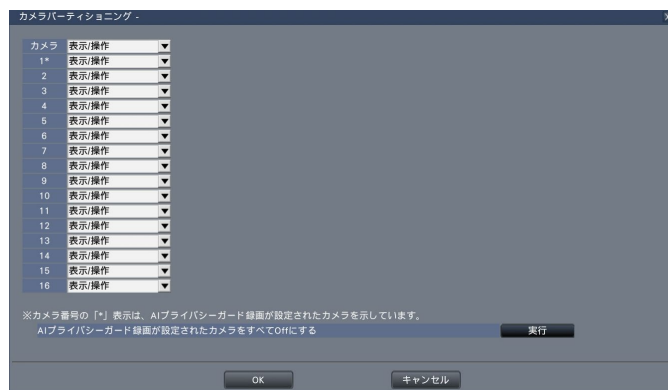 カメラパーティショニング -
カメラ 表示/操作
1* 表示/操作
2 表示/操作
3 表示/操作
4 表示/操作
5 表示/操作
6 表示/操作
7 表示/操作
8 表示/操作
9 表示/操作
10 表示/操作
11 表示/操作
12 表示/操作
13 表示/操作
14 表示/操作
15 表示/操作
16 表示/操作
※カメラ番号の「*」表示は、AIプライバシーガード録画が設定されたカメラを示しています。
AIプライバシーガード録画が設定されたカメラをすべてOffにする 実行
OK キャンセル